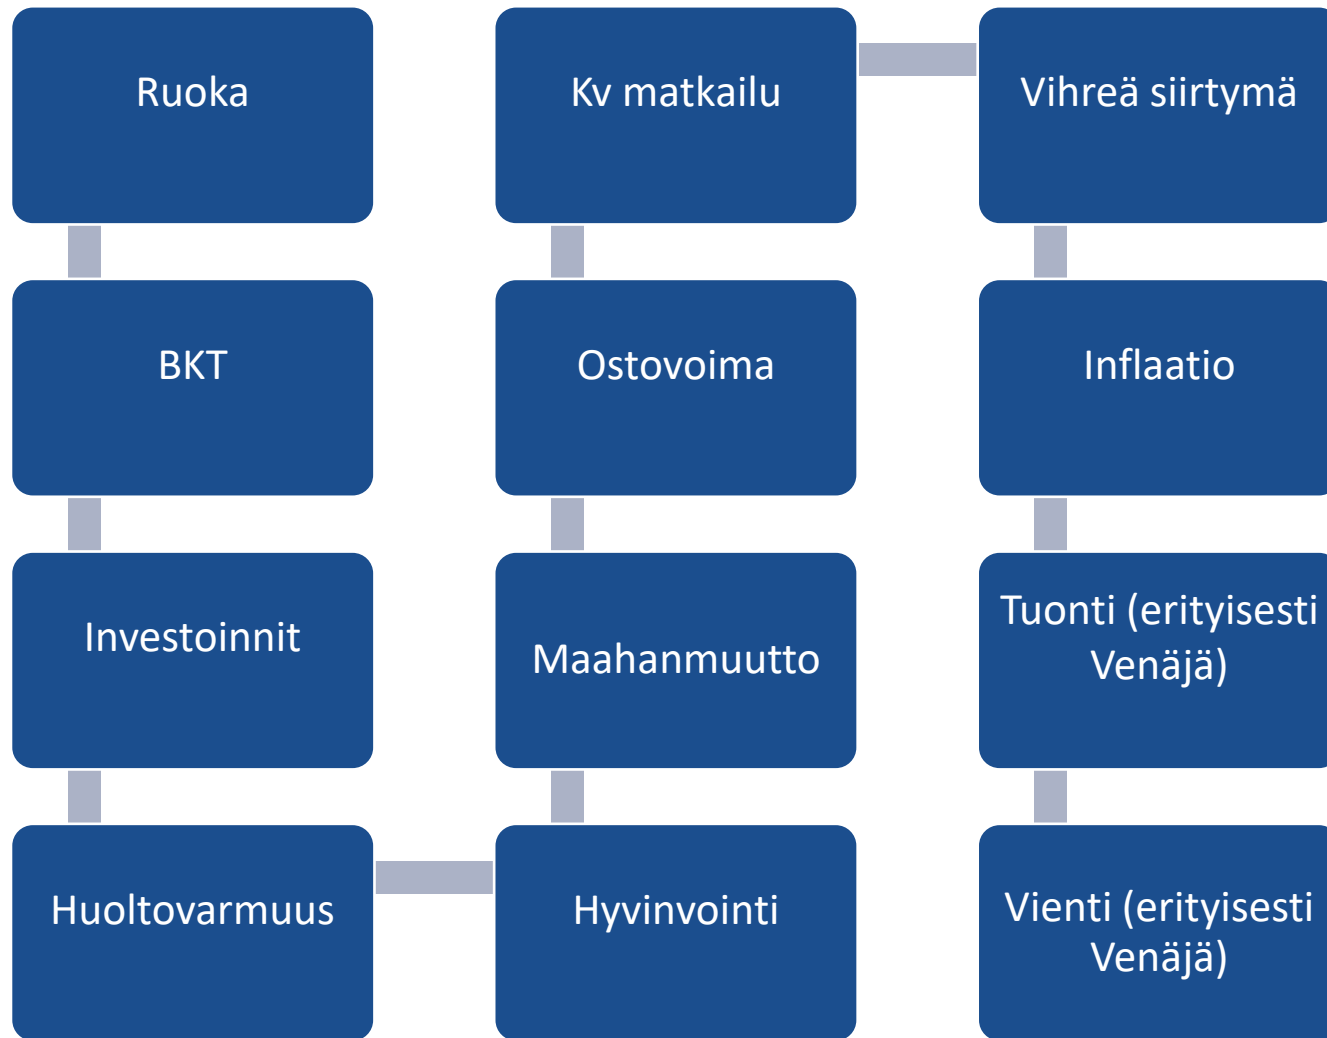 Ruoka
BKT
Investoinnit
Huoltovarmuus
Hyvinvointi
Maahanmuutto
Ostovoima
Kv matkailu
Vihreä siirtymä
Inflaatio
Tuonti (erityisesti
Venäjä)
Vienti (erityisesti
Venäjä)